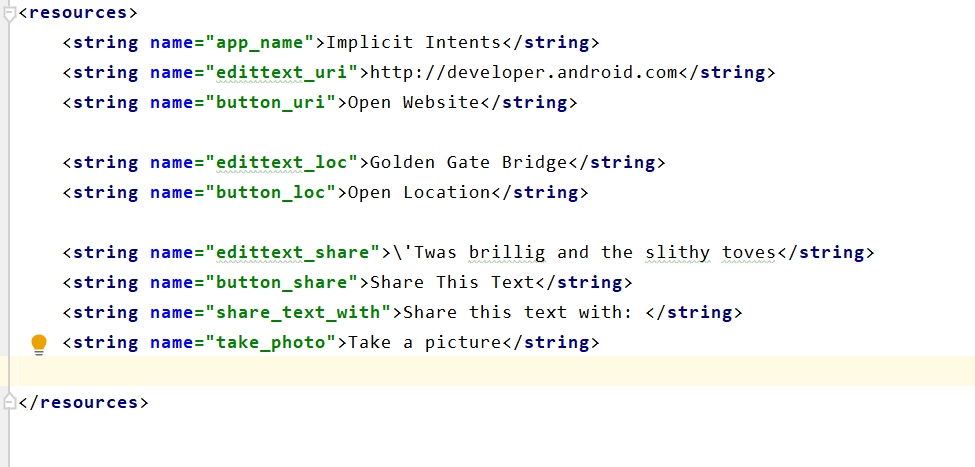 <resources>
    <string name="app_name">Implicit Intents</string>
    <string name="edittext_uri">http://developer.android.com</string>
    <string name="button_uri">Open Website</string>
    <string name="edittext_loc">Golden Gate Bridge</string>
    <string name="button_loc">Open Location</string>
    <string name="edittext_share">\'Twas brillig and the slithy toves</string>
    <string name="button_share">Share This Text</string>
    <string name="share_text_with">Share this text with: </string>
    <string name="take_photo">Take a picture</string>
</resources>